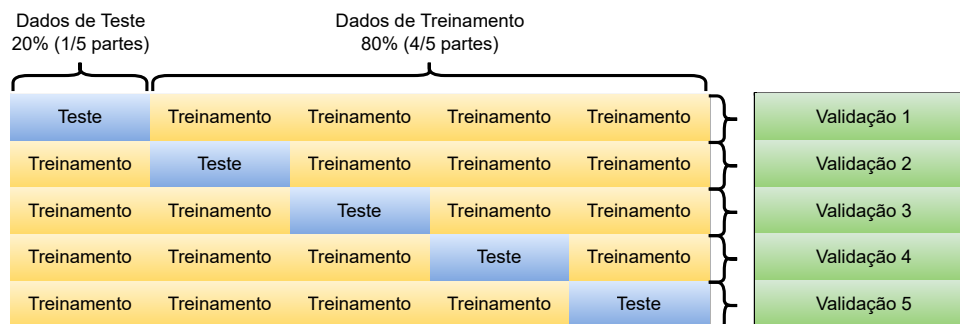 Dados de Teste
20% (1/5 partes)
Dados de Treinamento
80% (4/5 partes)
Teste Treinamento Treinamento Treinamento Treinamento Validação 1
Treinamento Teste Treinamento Treinamento Treinamento Validação 2
Treinamento Treinamento Teste Treinamento Treinamento Validação 3
Treinamento Treinamento Treinamento Teste Treinamento Validação 4
Treinamento Treinamento Treinamento Treinamento Teste Validação 5